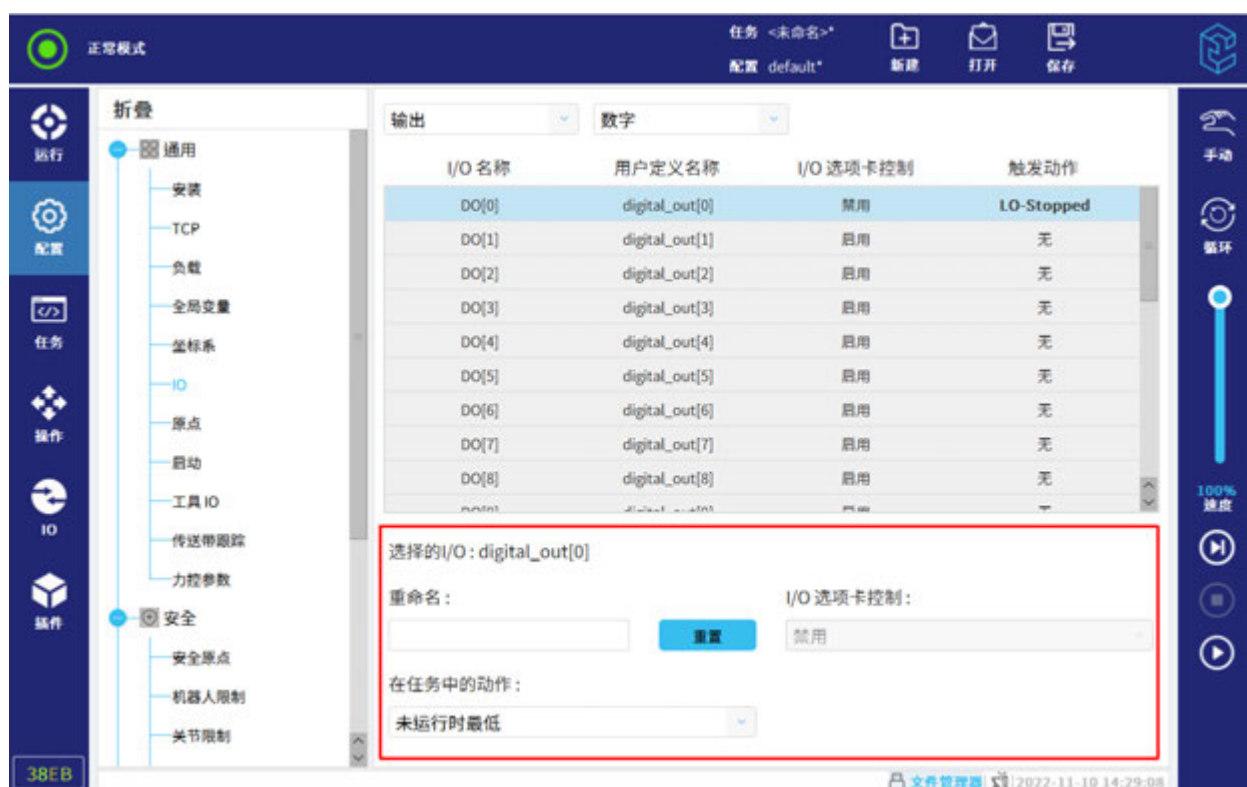 正常模式
任务 <未命名>*
配置 default*
新建
打开
保存
运行
配置
任务
操作
IO
插件
38EB
折叠
通用
安装
TCP
负载
全局变量
坐标系
IO
原点
启动
工具 IO
传送带跟踪
力控参数
安全
安全原点
机器人限制
关节限制
输出 数字
I/O 名称 用户定义名称 I/O 选项卡控制 触发动作
DO[0] digital_out[0] 禁用 LO-Stopped
DO[1] digital_out[1] 启用 无
DO[2] digital_out[2] 启用 无
DO[3] digital_out[3] 启用 无
DO[4] digital_out[4] 启用 无
DO[5] digital_out[5] 启用 无
DO[6] digital_out[6] 启用 无
DO[7] digital_out[7] 启用 无
DO[8] digital_out[8] 启用 无
选择的I/O : digital_out[0]
重命名 : I/O 选项卡控制 :
重置 禁用
在任务中的动作 :
未运行时最低
文件管理器 2022-11-10 14:29:08
手动
循环
100%
速度